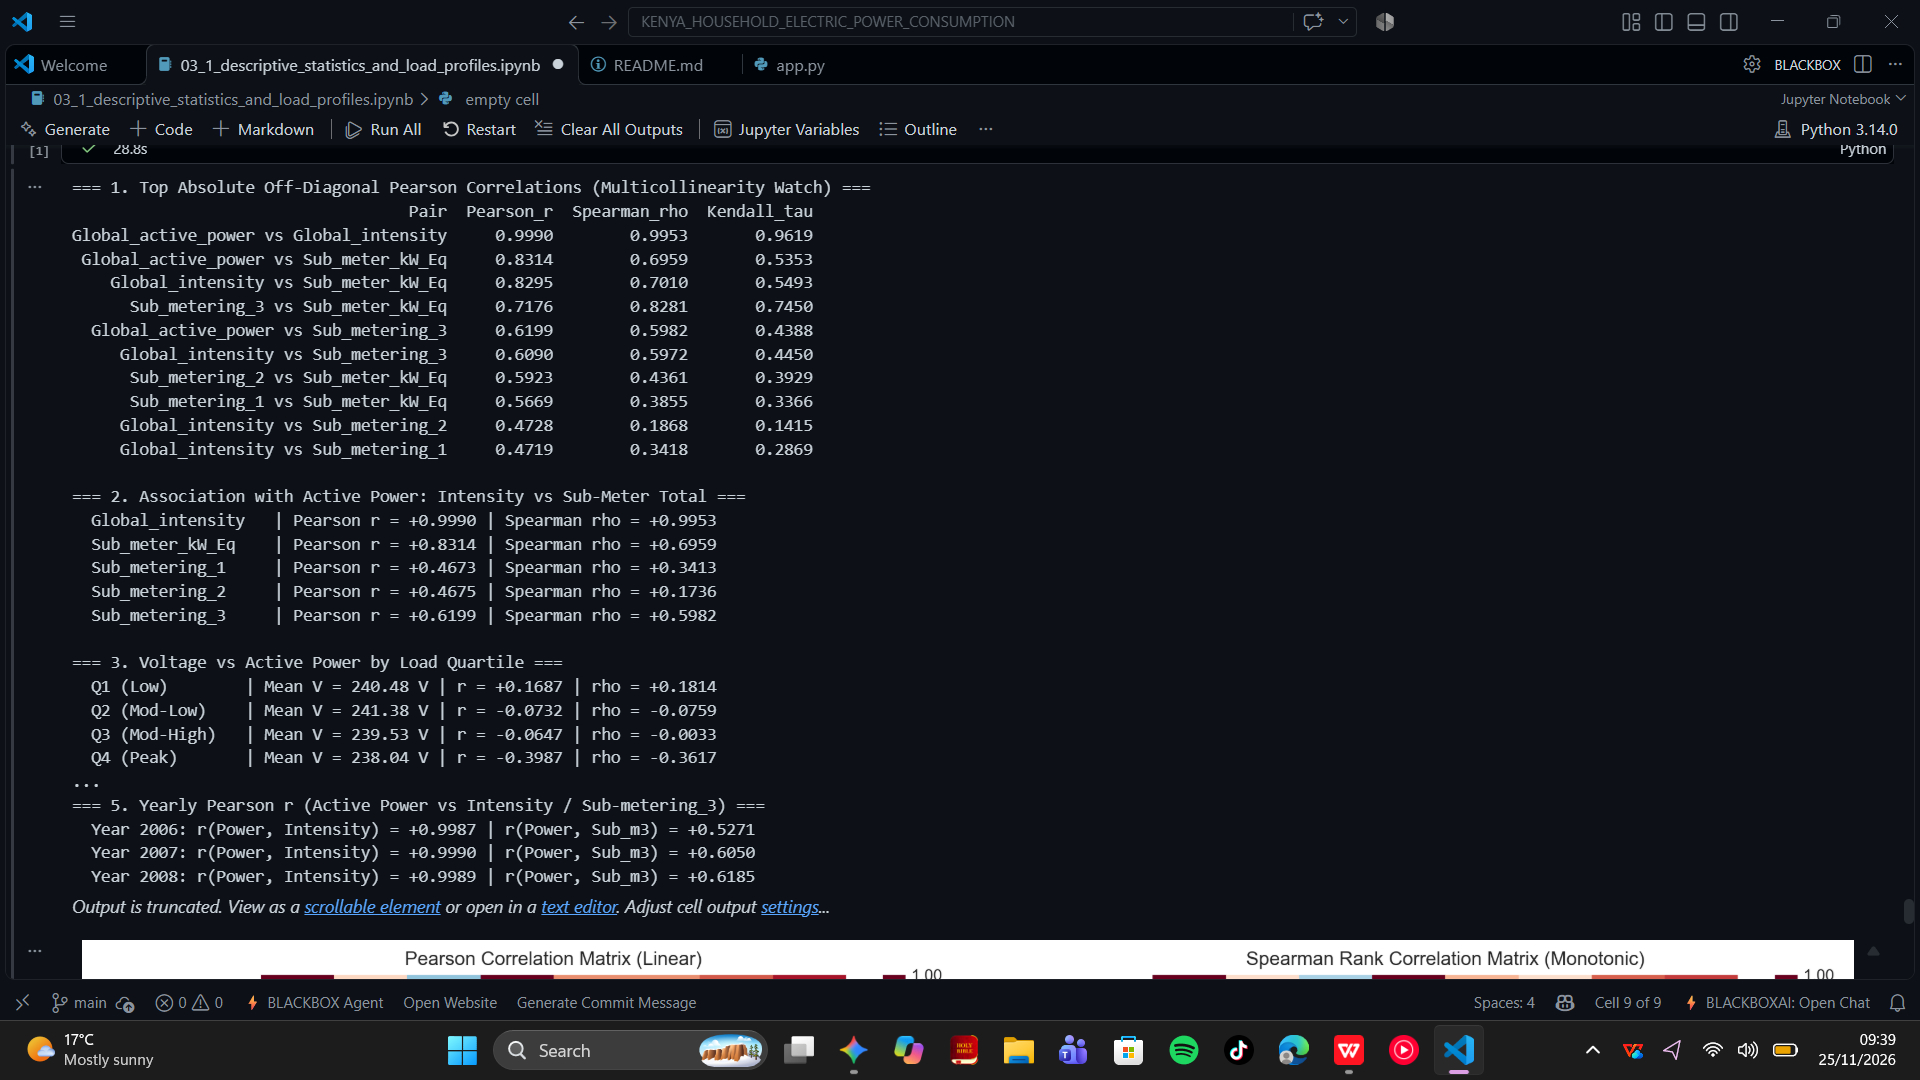 KENYA_HOUSEHOLD_ELECTRIC_POWER_CONSUMPTION
Welcome
03_1_descriptive_statistics_and_load_profiles.ipynb
README.md
app.py
BLACKBOX
03_1_descriptive_statistics_and_load_profiles.ipynb > empty cell
Jupyter Notebook
Generate + Code + Markdown Run All Restart Clear All Outputs Jupyter Variables Outline ...
Python 3.14.0
[1] 28.8s
Python
=== 1. Top Absolute Off-Diagonal Pearson Correlations (Multicollinearity Watch) ===
Pair Pearson_r Spearman_rho Kendall_tau
Global_active_power vs Global_intensity 0.9990 0.9953 0.9619
Global_active_power vs Sub_meter_kW_Eq 0.8314 0.6959 0.5353
Global_intensity vs Sub_meter_kW_Eq 0.8295 0.7010 0.5493
Sub_metering_3 vs Sub_meter_kW_Eq 0.7176 0.8281 0.7450
Global_active_power vs Sub_metering_3 0.6199 0.5982 0.4388
Global_intensity vs Sub_metering_3 0.6090 0.5972 0.4450
Sub_metering_2 vs Sub_meter_kW_Eq 0.5923 0.4361 0.3929
Sub_metering_1 vs Sub_meter_kW_Eq 0.5669 0.3855 0.3366
Global_intensity vs Sub_metering_2 0.4728 0.1868 0.1415
Global_intensity vs Sub_metering_1 0.4719 0.3418 0.2869
=== 2. Association with Active Power: Intensity vs Sub-Meter Total ===
Global_intensity | Pearson r = +0.9990 | Spearman rho = +0.9953
Sub_meter_kW_Eq | Pearson r = +0.8314 | Spearman rho = +0.6959
Sub_metering_1 | Pearson r = +0.4673 | Spearman rho = +0.3413
Sub_metering_2 | Pearson r = +0.4675 | Spearman rho = +0.1736
Sub_metering_3 | Pearson r = +0.6199 | Spearman rho = +0.5982
=== 3. Voltage vs Active Power by Load Quartile ===
Q1 (Low) | Mean V = 240.48 V | r = +0.1687 | rho = +0.1814
Q2 (Mod-Low) | Mean V = 241.38 V | r = -0.0732 | rho = -0.0759
Q3 (Mod-High) | Mean V = 239.53 V | r = -0.0647 | rho = -0.0033
Q4 (Peak) | Mean V = 238.04 V | r = -0.3987 | rho = -0.3617
...
=== 5. Yearly Pearson r (Active Power vs Intensity / Sub-metering_3) ===
Year 2006: r(Power, Intensity) = +0.9987 | r(Power, Sub_m3) = +0.5271
Year 2007: r(Power, Intensity) = +0.9990 | r(Power, Sub_m3) = +0.6050
Year 2008: r(Power, Intensity) = +0.9989 | r(Power, Sub_m3) = +0.6185
Output is truncated. View as a scrollable element or open in a text editor. Adjust cell output settings...
Pearson Correlation Matrix (Linear)
Spearman Rank Correlation Matrix (Monotonic)
1.00
1.00
main 0 0 BLACKBOX Agent Open Website Generate Commit Message
Spaces: 4 Cell 9 of 9 BLACKBOXAI: Open Chat
17°C
Mostly sunny
Search
HOLY BIBLE
09:39
25/11/2026